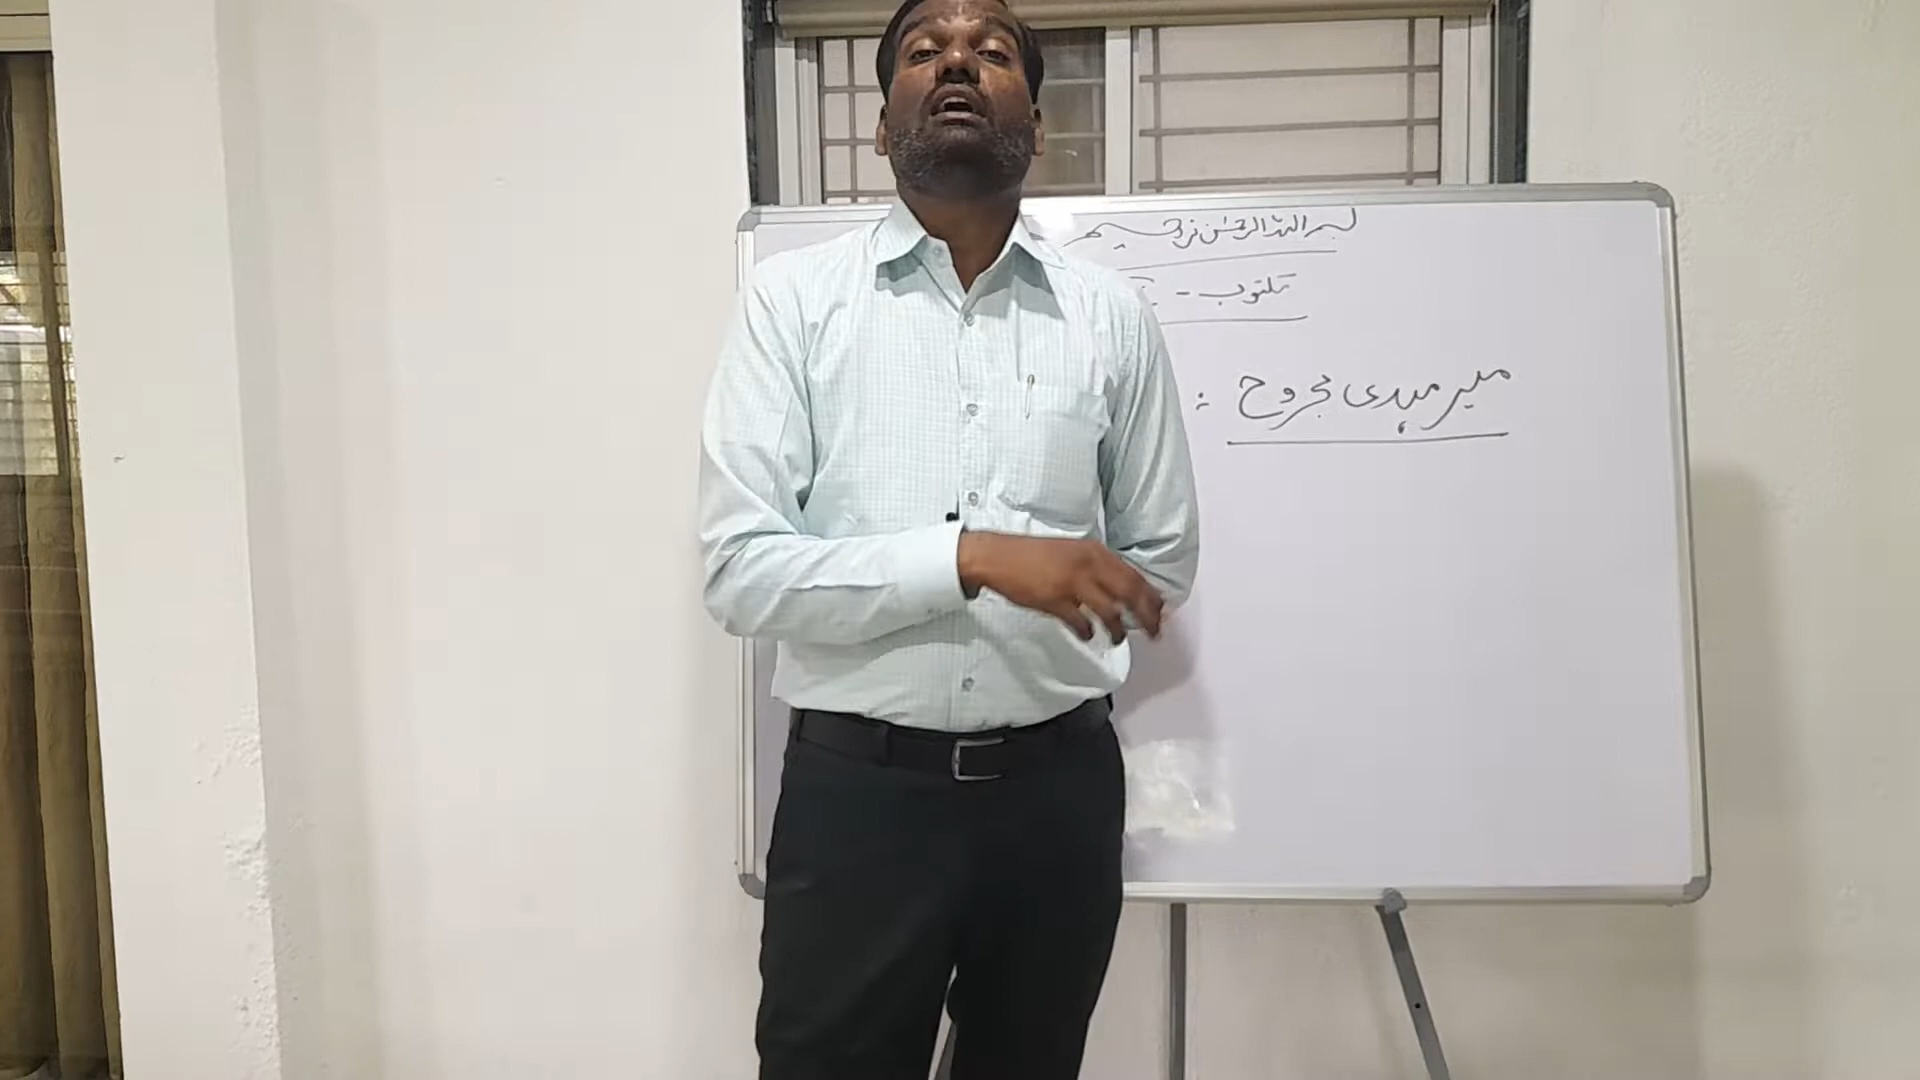 بسم اللہ الرحمٰن الرحیم
مکتوب -
میر مہدی مجروح :